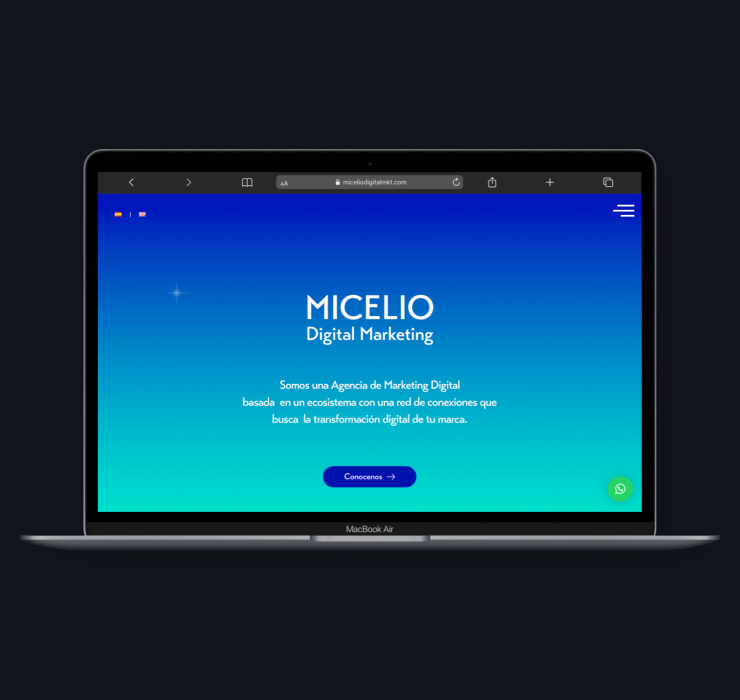 AA
miceliodigitalmkt.com
|
MICELIO
Digital Marketing
Somos una Agencia de Marketing Digital
basada en un ecosistema con una red de conexiones que
busca la transformación digital de tu marca.
Conocenos →
MacBook Air